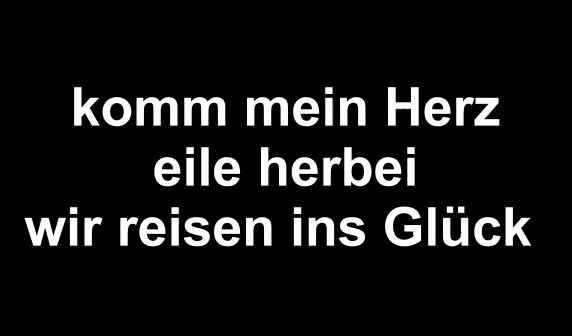 komm mein Herz
eile herbei
wir reisen ins Glück